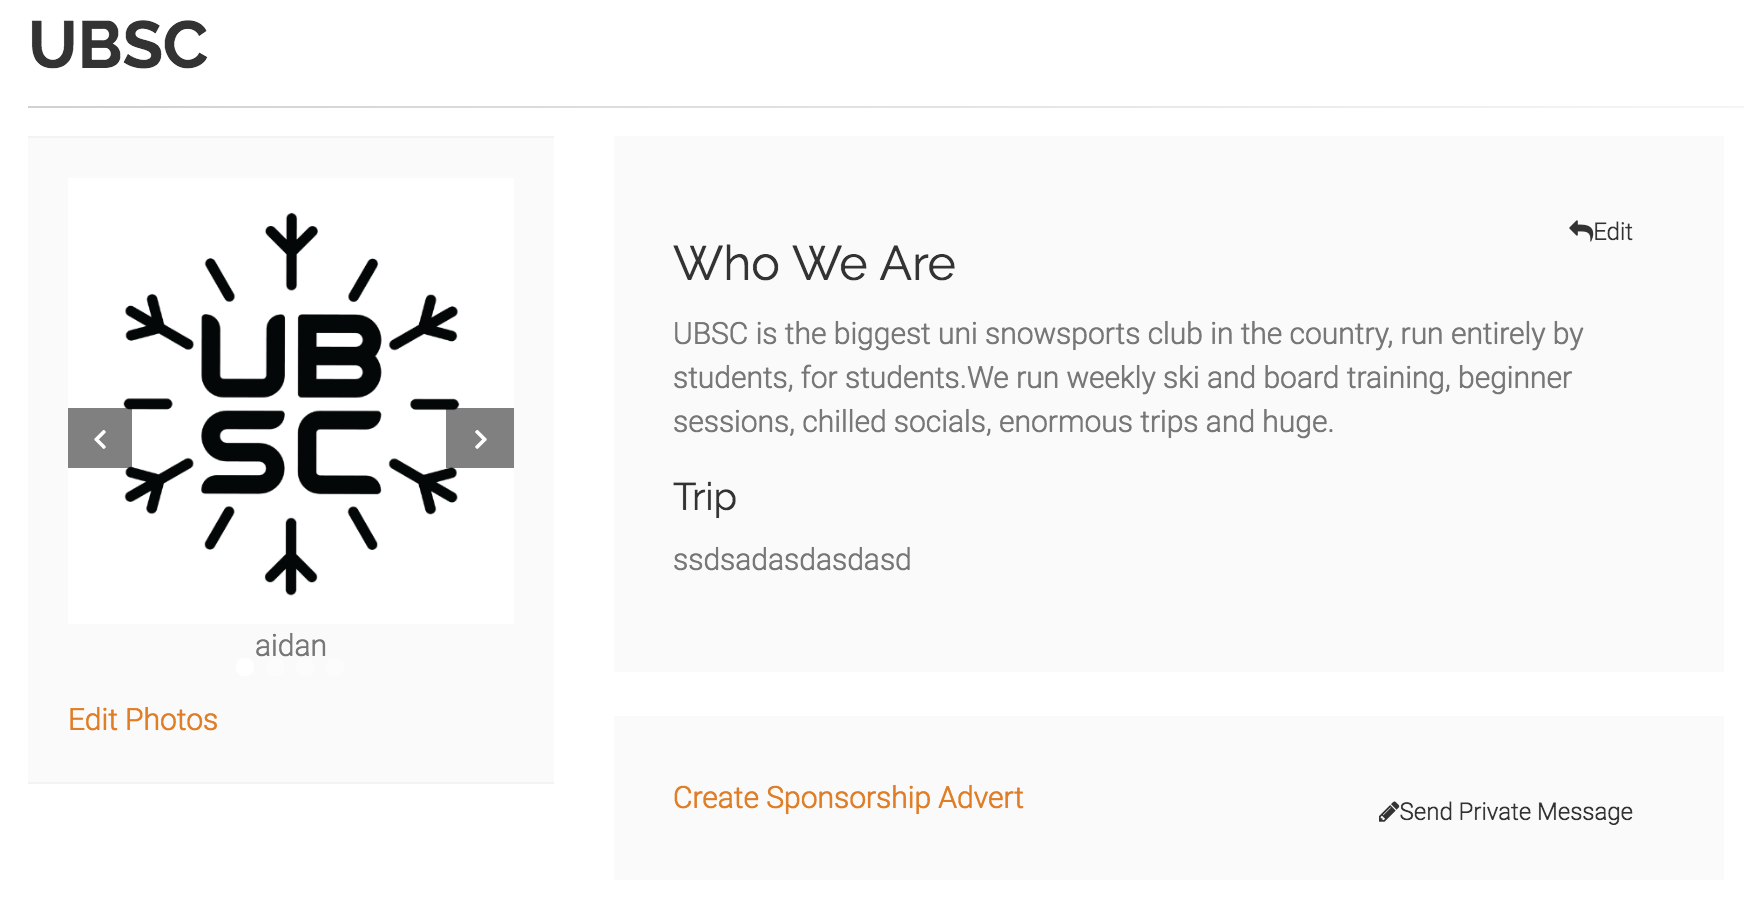 UBSC
UB
SC
aidan
Edit Photos
Edit
Who We Are
UBSC is the biggest uni snowsports club in the country, run entirely by
students, for students.We run weekly ski and board training, beginner
sessions, chilled socials, enormous trips and huge.
Trip
ssdsadasdasdasd
Create Sponsorship Advert
Send Private Message